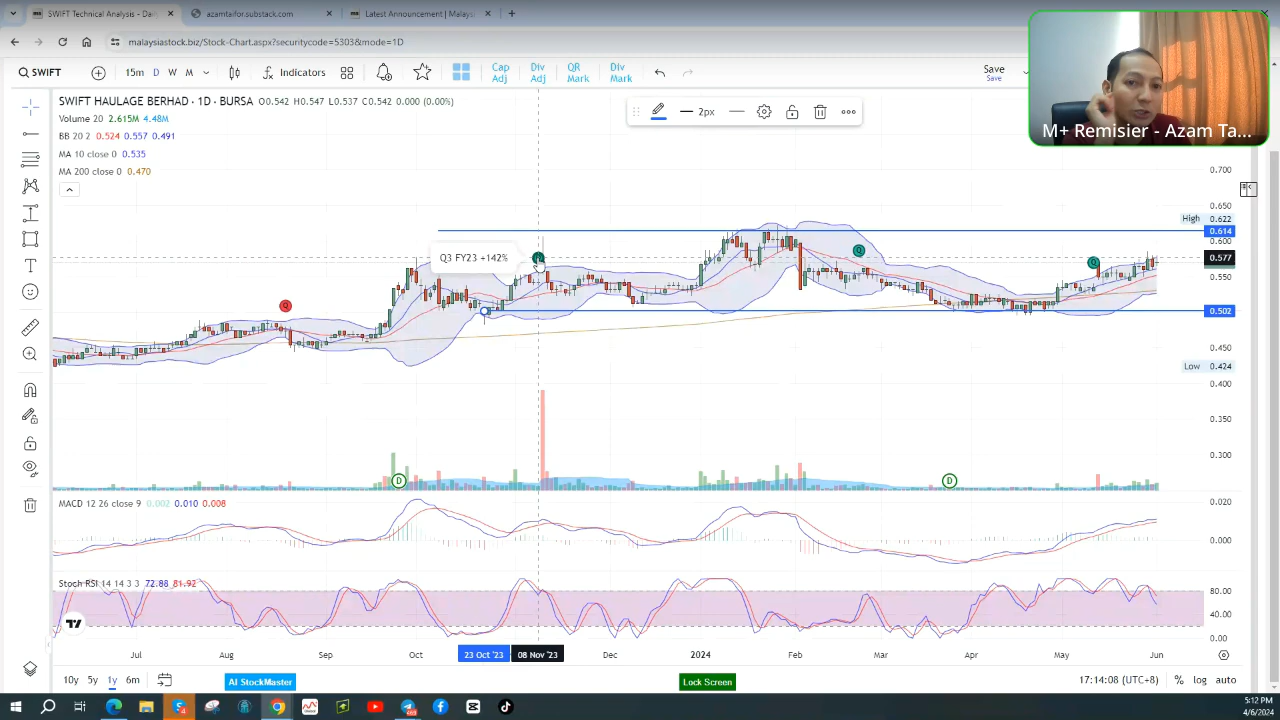 SWIFT Technical Analysis - Dai
azamtaifor.substack.com
Latest Announcement | Malays
malaysiastock.biz/Stock-Chart.aspx?securitycode=5303&mode=1D
SWIFT
15m D W M
Indicators
Cap Adj
Div Adj
QR Mark
Div Mark
Save
Save
M+ Remisier - Azam Ta...
SWIFT HAULAGE BERHAD · 1D · BURSA O0.542 H0.547 L0.537 C0.542 0.000 (0.00%)
Volume 20 2.615M 4.48M
BB 20 2 0.524 0.557 0.491
MA 10 close 0 0.535
MA 200 close 0 0.470
2px
0.700
0.650
High 0.622
0.614
0.600
Q3 FY23 +142%
0.577
0.550
Q
Q
Q
0.502
0.450
Low 0.424
0.400
0.350
0.300
D
D
MACD 12 26 close 9 0.002 0.010 0.008
0.020
0.000
Stoch RSI 14 14 3 3 72.88 81.92
80.00
40.00
0.00
Jul
Aug
Sep
Oct
23 Oct '23
08 Nov '23
Dec
2024
Feb
Mar
Apr
May
Jun
10y 5y 1y 6m
AI StockMaster
Lock Screen
17:14:08 (UTC+8)
% log auto
5:12 PM
4/6/2024